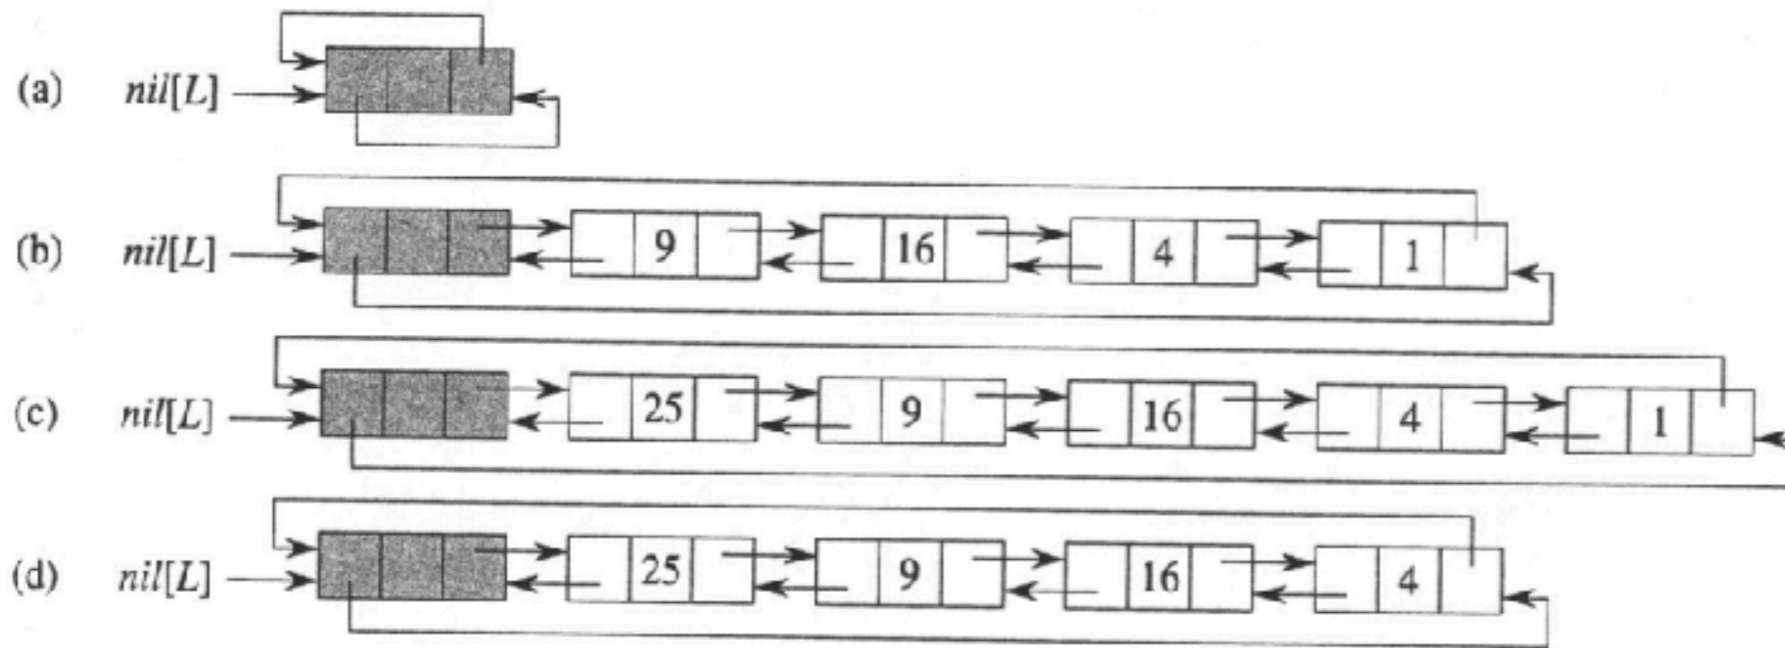 (a) nil[L]
(b) nil[L] 9 16 4 1
(c) nil[L] 25 9 16 4 1
(d) nil[L] 25 9 16 4